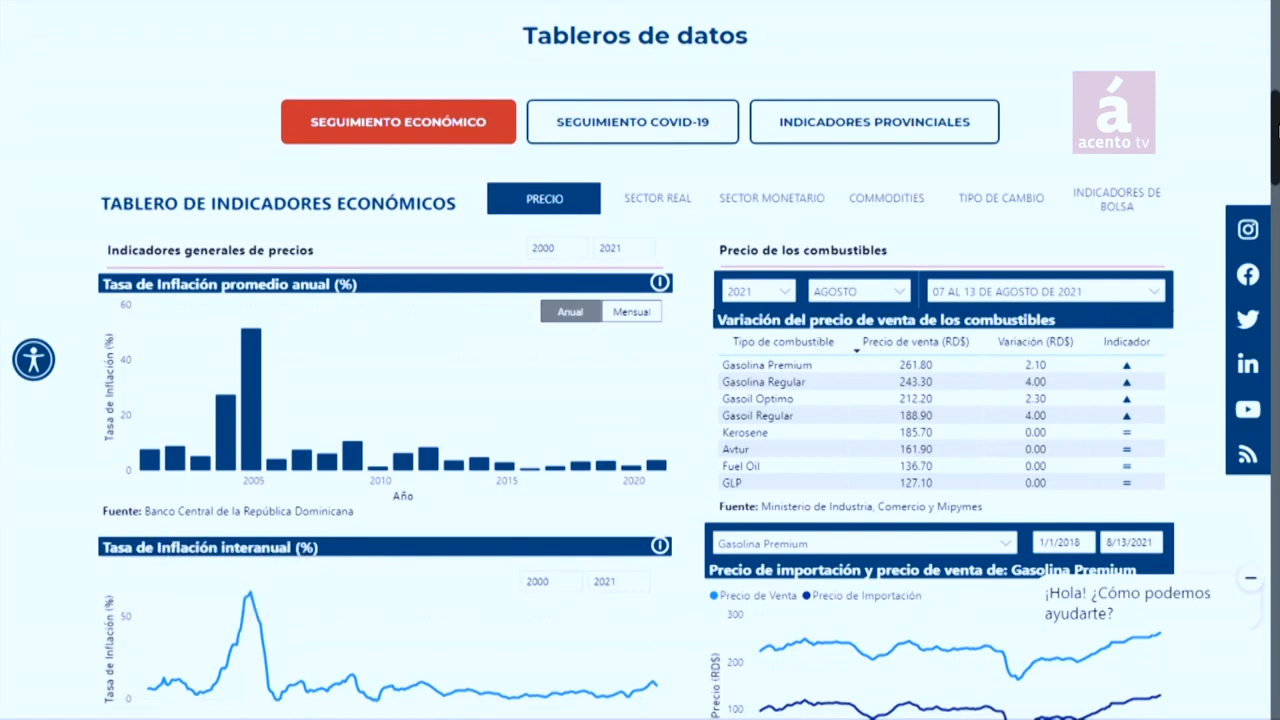 Tableros de datos
SEGUIMIENTO ECONÓMICO
SEGUIMIENTO COVID-19
INDICADORES PROVINCIALES
á
acento tv
TABLERO DE INDICADORES ECONÓMICOS
PRECIO
SECTOR REAL
SECTOR MONETARIO
COMMODITIES
TIPO DE CAMBIO
INDICADORES DE
BOLSA
Indicadores generales de precios
2000
2021
Tasa de Inflación promedio anual (%)
Anual
Mensual
Tasa de Inflación (%)
60
40
20
0
2005
2010
2015
2020
Año
Fuente: Banco Central de la República Dominicana
Tasa de Inflación interanual (%)
2000
2021
Tasa de Inflación (%)
50
0
Precio de los combustibles
2021
AGOSTO
07 AL 13 DE AGOSTO DE 2021
Variación del precio de venta de los combustibles
Tipo de combustible Precio de venta (RD$) Variación (RD$) Indicador
Gasolina Premium 261.80 2.10 ▲
Gasolina Regular 243.30 4.00 ▲
Gasoil Optimo 212.20 2.30 ▲
Gasoil Regular 188.90 4.00 ▲
Kerosene 185.70 0.00 =
Avtur 161.90 0.00 =
Fuel Oil 136.70 0.00 =
GLP 127.10 0.00 =
Fuente: Ministerio de Industria, Comercio y Mipymes
Gasolina Premium
1/1/2018
8/13/2021
Precio de importación y precio de venta de: Gasolina Premium
Precio de Venta Precio de Importación
Precio (RD$)
300
200
100
¡Hola! ¿Cómo podemos
ayudarte?